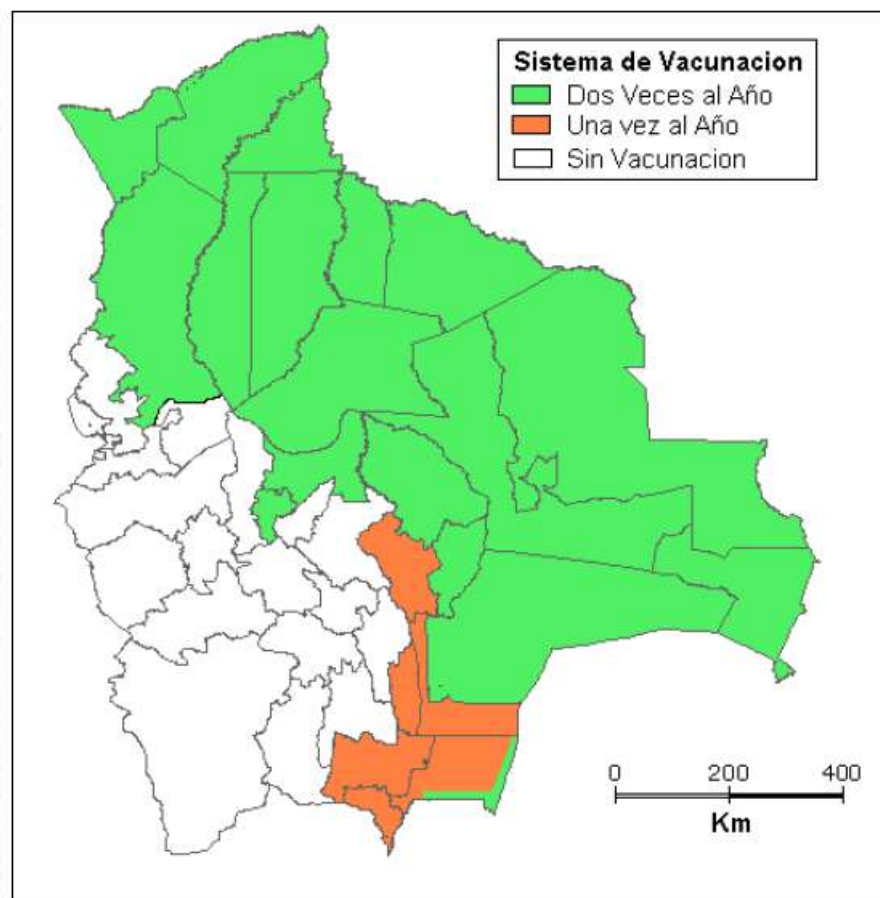 Sistema de Vacunacion
Dos Veces al Año
Una vez al Año
Sin Vacunacion
0 200 400
Km